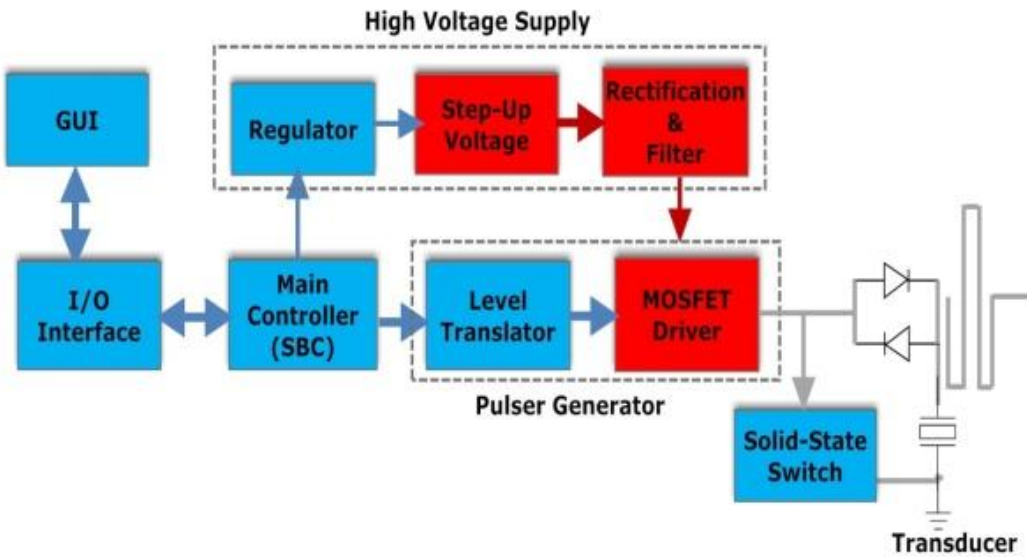 High Voltage Supply
GUI
Regulator
Step-Up
Voltage
Rectification
&
Filter
I/O
Interface
Main
Controller
(SBC)
Level
Translator
MOSFET
Driver
Pulser Generator
Solid-State
Switch
Transducer